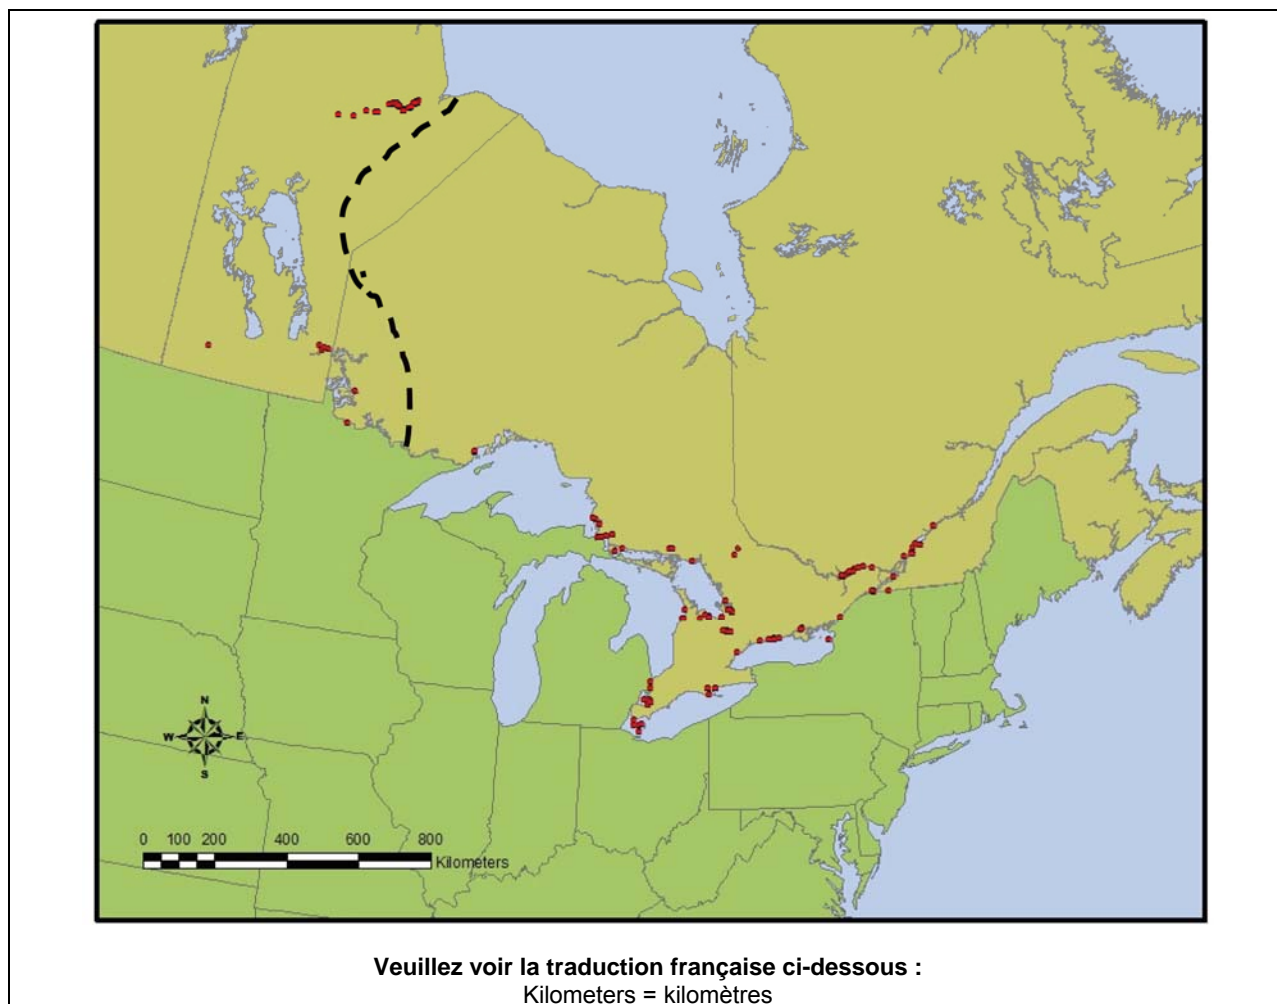 N
W E
S
0 100 200 400 600 800
Kilometers
Veuillez voir la traduction française ci-dessous :
Kilometers = kilomètres